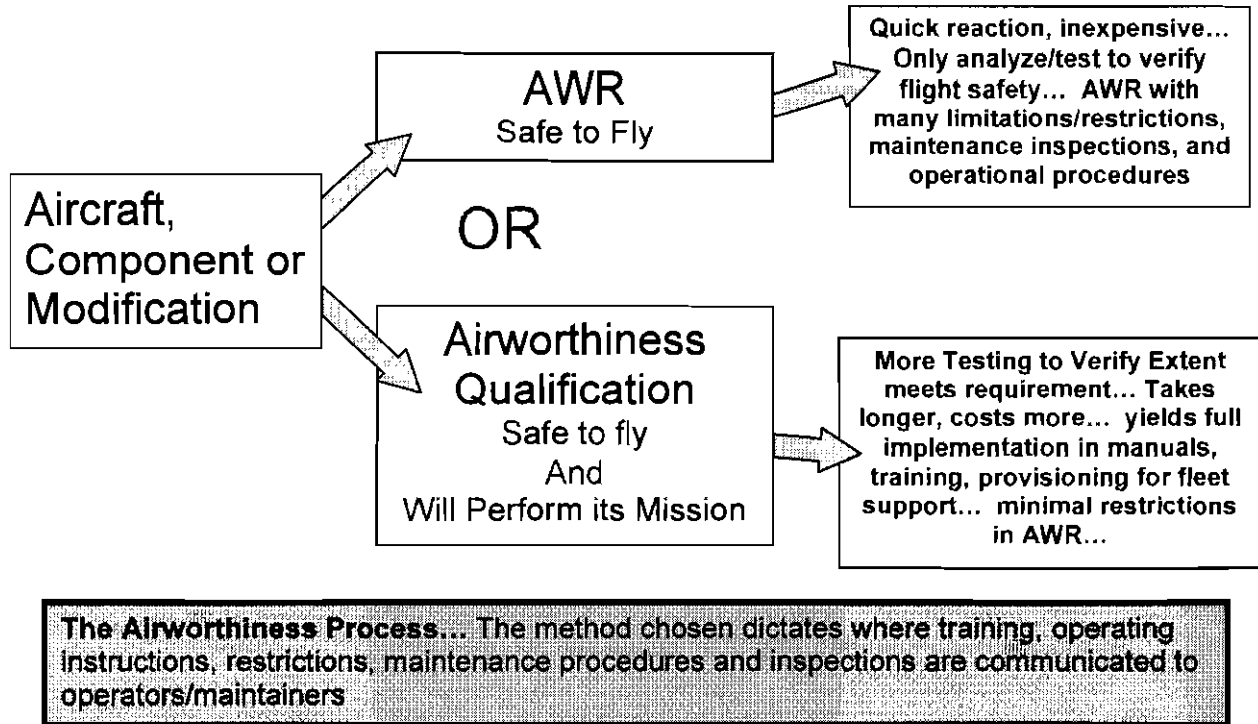 Aircraft,
Component or
Modification
AWR
Safe to Fly
Quick reaction, inexpensive...
Only analyze/test to verify
flight safety... AWR with
many limitations/restrictions,
maintenance inspections, and
operational procedures
OR
Airworthiness
Qualification
Safe to fly
And
Will Perform its Mission
More Testing to Verify Extent
meets requirement... Takes
longer, costs more... yields full
implementation in manuals,
training, provisioning for fleet
support... minimal restrictions
in AWR...
The Airworthiness Process... The method chosen dictates where training, operating
instructions, restrictions, maintenance procedures and inspections are communicated to
operators/maintainers